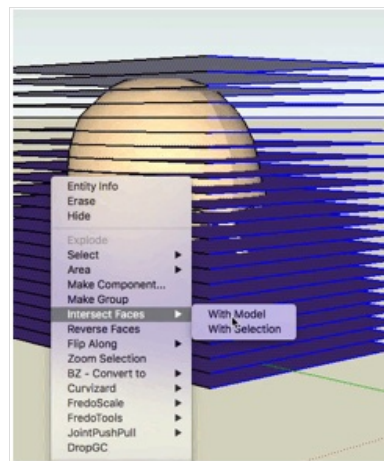 Entity Info
Erase
Hide
Explode
Select
Area
Make Component...
Make Group
Intersect Faces
With Model
With Selection
Reverse Faces
Flip Along
Zoom Selection
BZ - Convert to
Curvizard
FredoScale
FredoTools
JointPushPull
DropGC